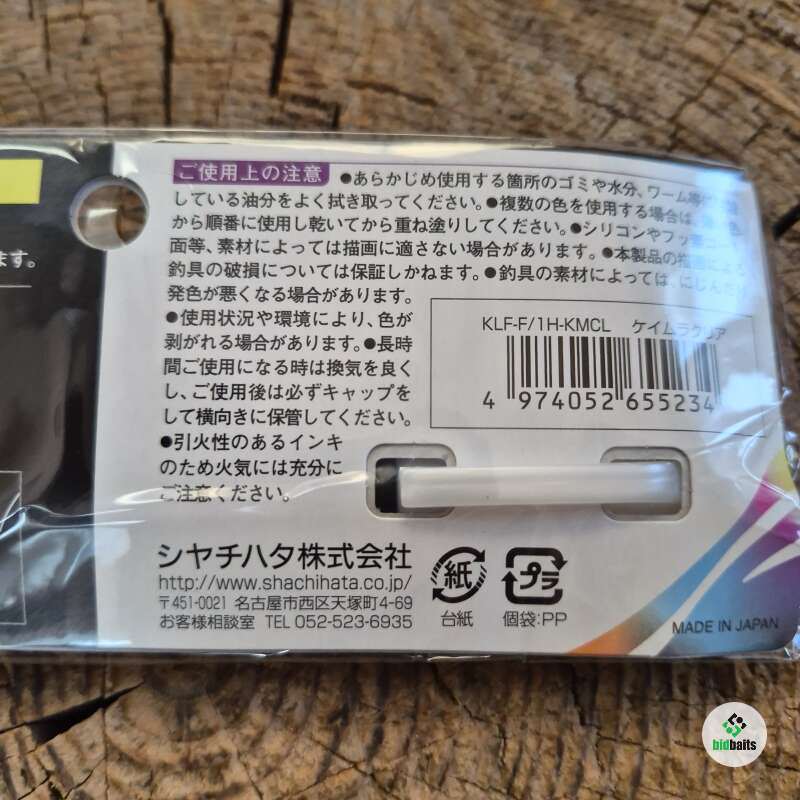 ます。
ご使用上の注意 ●あらかじめ使用する箇所のゴミや水分、ワーム等に
している油分をよく拭き取ってください。●複数の色を使用する場合は、
から順番に使用し乾いてから重ね塗りしてください。●シリコンやフッ
面等、素材によっては描画に適さない場合があります。●本製品の
釣具の破損については保証しかねます。●釣具の素材によっては、にじんだり
発色が悪くなる場合があります。
●使用状況や環境により、色が
剥がれる場合があります。●長時
間ご使用になる時は換気を良く
し、ご使用後は必ずキャップを
して横向きに保管してください。
●引火性のあるインキ
のため火気には充分に
ご注意ください。
KLF-F/1H-KMCL ケイムラクリア
4 974052 655234
シヤチハタ株式会社
http://www.shachihata.co.jp/
〒451-0021 名古屋市西区天塚町4-69
お客様相談室 TEL 052-523-6935
紙
台紙
プラ
個袋:PP
MADE IN JAPAN
bidbaits